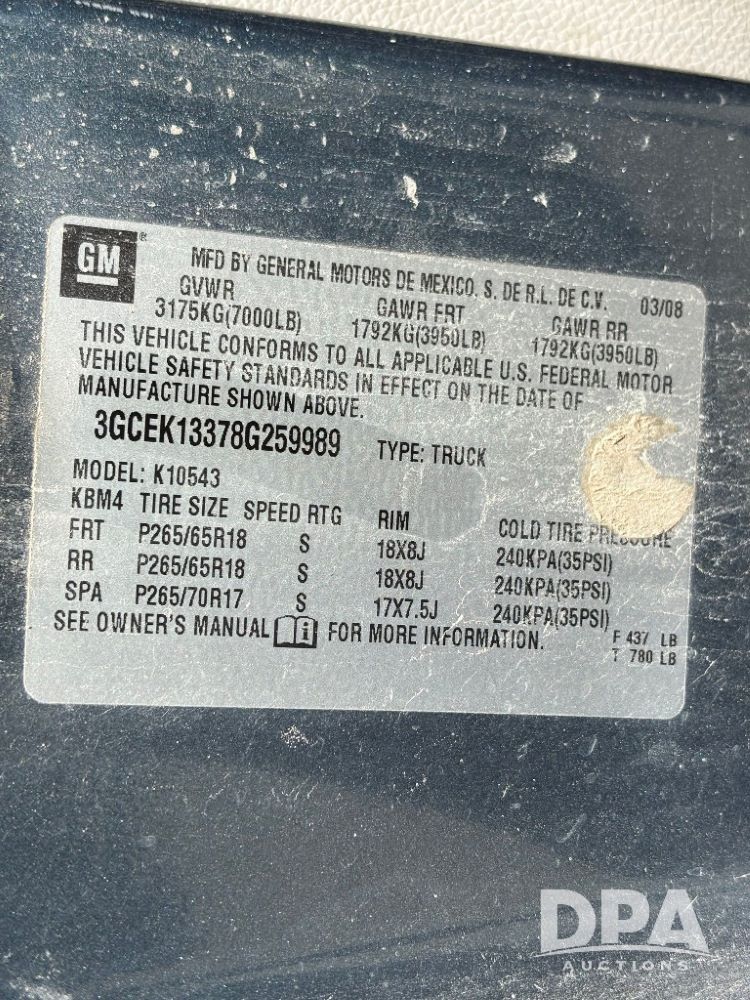 GM®
MFD BY GENERAL MOTORS DE MEXICO. S. DE R.L. DE C.V. 03/08
GVWR GAWR FRT GAWR RR
3175KG(7000LB) 1792KG(3950LB) 1792KG(3950LB)
THIS VEHICLE CONFORMS TO ALL APPLICABLE U.S. FEDERAL MOTOR
VEHICLE SAFETY STANDARDS IN EFFECT ON THE DATE OF
MANUFACTURE SHOWN ABOVE.
3GCEK13378G259989 TYPE: TRUCK
MODEL: K10543
KBM4 TIRE SIZE SPEED RTG RIM COLD TIRE PRESSURE
FRT P265/65R18 S 18X8J 240KPA(35PSI)
RR P265/65R18 S 18X8J 240KPA(35PSI)
SPA P265/70R17 S 17X7.5J 240KPA(35PSI)
SEE OWNER'S MANUAL i FOR MORE INFORMATION.
F 437 LB
T 780 LB
DPA
AUCTIONS